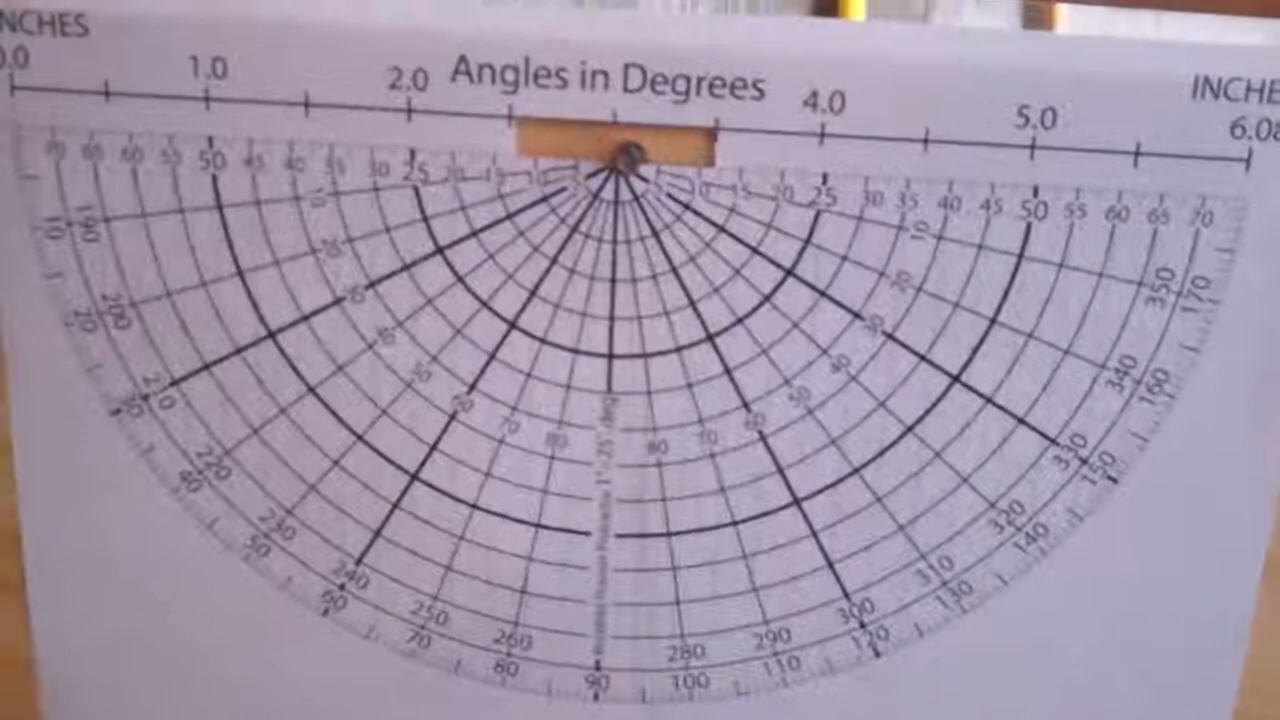 NCHES
0.0 1.0 2.0 Angles in Degrees 4.0 5.0 INCHE
6.0
70 65 60 55 50 45 40 35 30 25 20 15 15 20 25 30 35 40 45 50 55 60 65 70
10 190 10 10 350 170
20 200 20 20 340 160
30 210 30 30 330 150
40 220 40 40 320 140
50 230 50 50 310 130
60 240 60 60 300 120
70 250 70 70 290 110
80 260 80 80 280 100
90